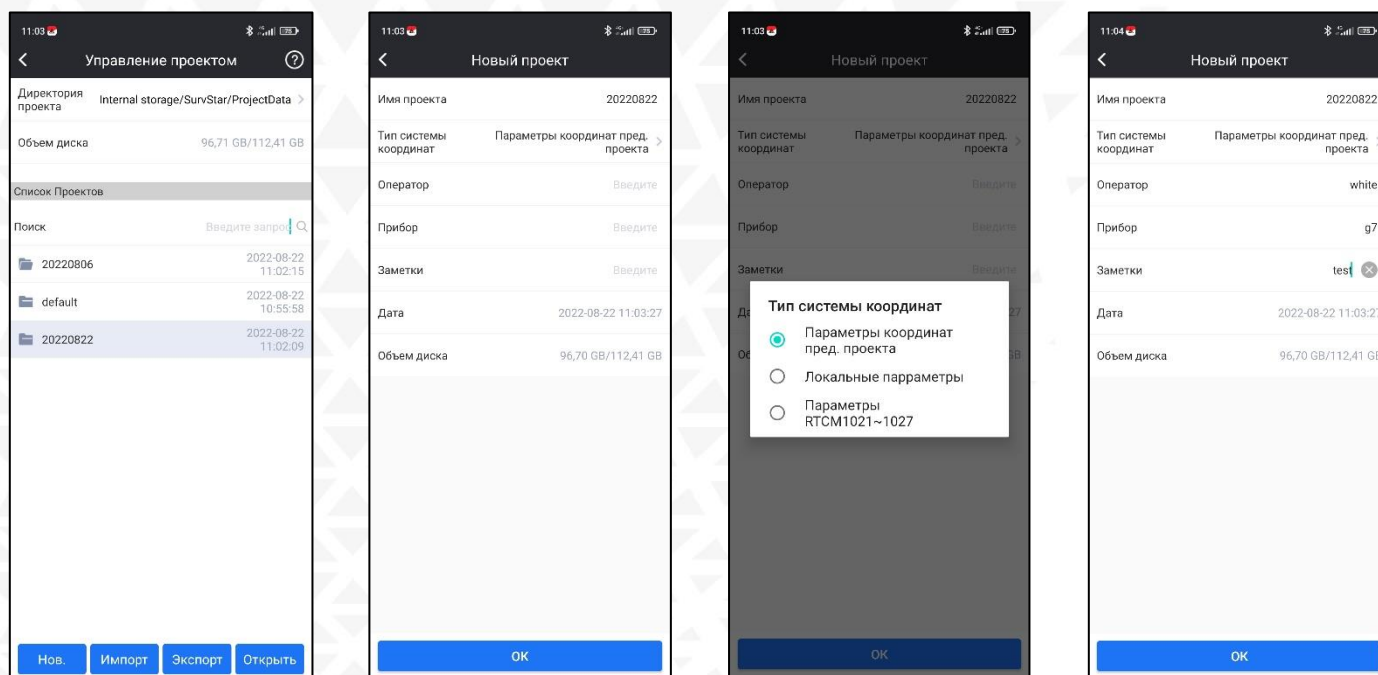 11:03
75
Управление проектом
?
Директория
проекта
Internal storage/SurvStar/ProjectData
Объем диска
96,71 GB/112,41 GB
Список Проектов
Поиск
Введите запрос
20220806
2022-08-22
11:02:15
default
2022-08-22
10:55:58
20220822
2022-08-22
11:02:09
Нов.
Импорт
Экспорт
Открыть
11:03
75
Новый проект
Имя проекта
20220822
Тип системы
координат
Параметры координат пред.
проекта
Оператор
Введите
Прибор
Введите
Заметки
Введите
Дата
2022-08-22 11:03:27
Объем диска
96,70 GB/112,41 GB
ОК
11:03
75
Новый проект
Имя проекта
20220822
Тип системы
координат
Параметры координат пред.
проекта
Оператор
Введите
Прибор
Введите
Заметки
Введите
Тип системы координат
Параметры координат
пред. проекта
Локальные парраметры
Параметры
RTCM1021~1027
ОК
11:04
75
Новый проект
Имя проекта
20220822
Тип системы
координат
Параметры координат пред.
проекта
Оператор
white
Прибор
g7
Заметки
test
Дата
2022-08-22 11:03:27
Объем диска
96,70 GB/112,41 GB
ОК